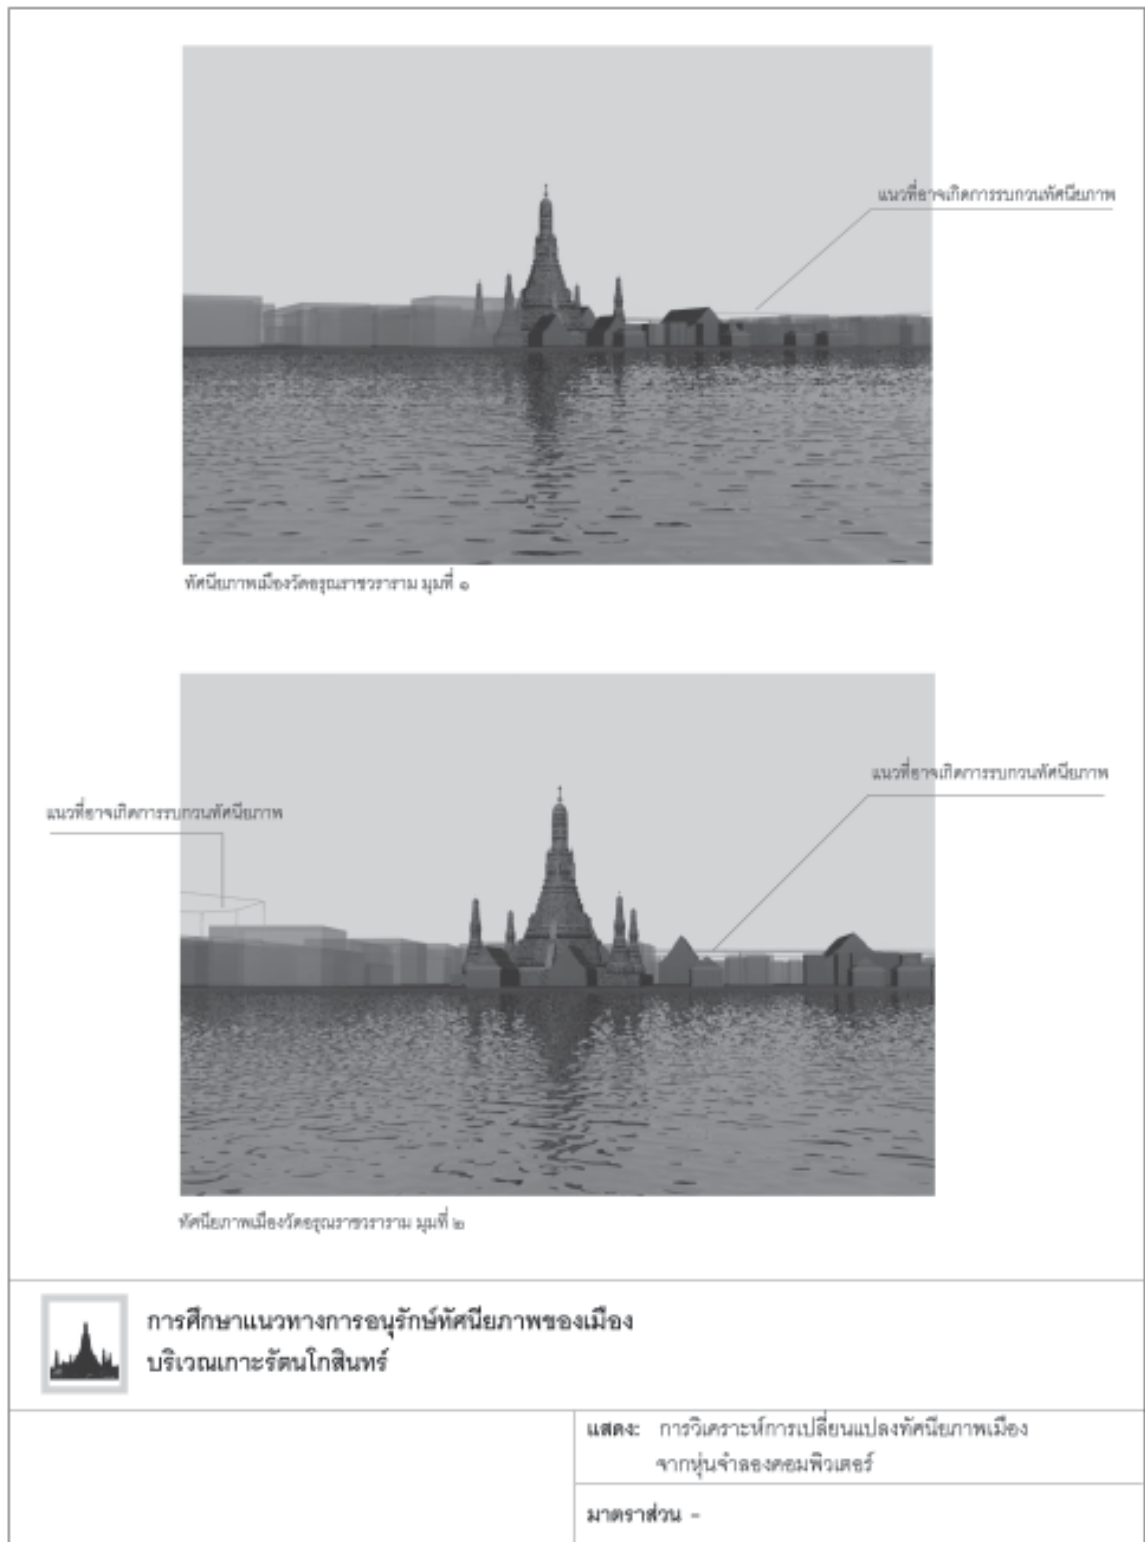 แนวที่อาจเกิดการรบกวนทัศนียภาพ
ทัศนียภาพเมืองวัดอรุณราชวราราม มุมที่ ๑
แนวที่อาจเกิดการรบกวนทัศนียภาพ
แนวที่อาจเกิดการรบกวนทัศนียภาพ
ทัศนียภาพเมืองวัดอรุณราชวราราม มุมที่ ๒
การศึกษาแนวทางการอนุรักษ์ทัศนียภาพของเมือง
บริเวณเกาะรัตนโกสินทร์
แสดง: การวิเคราะห์การเปลี่ยนแปลงทัศนียภาพเมือง
จากหุ่นจำลองคอมพิวเตอร์
มาตราส่วน -